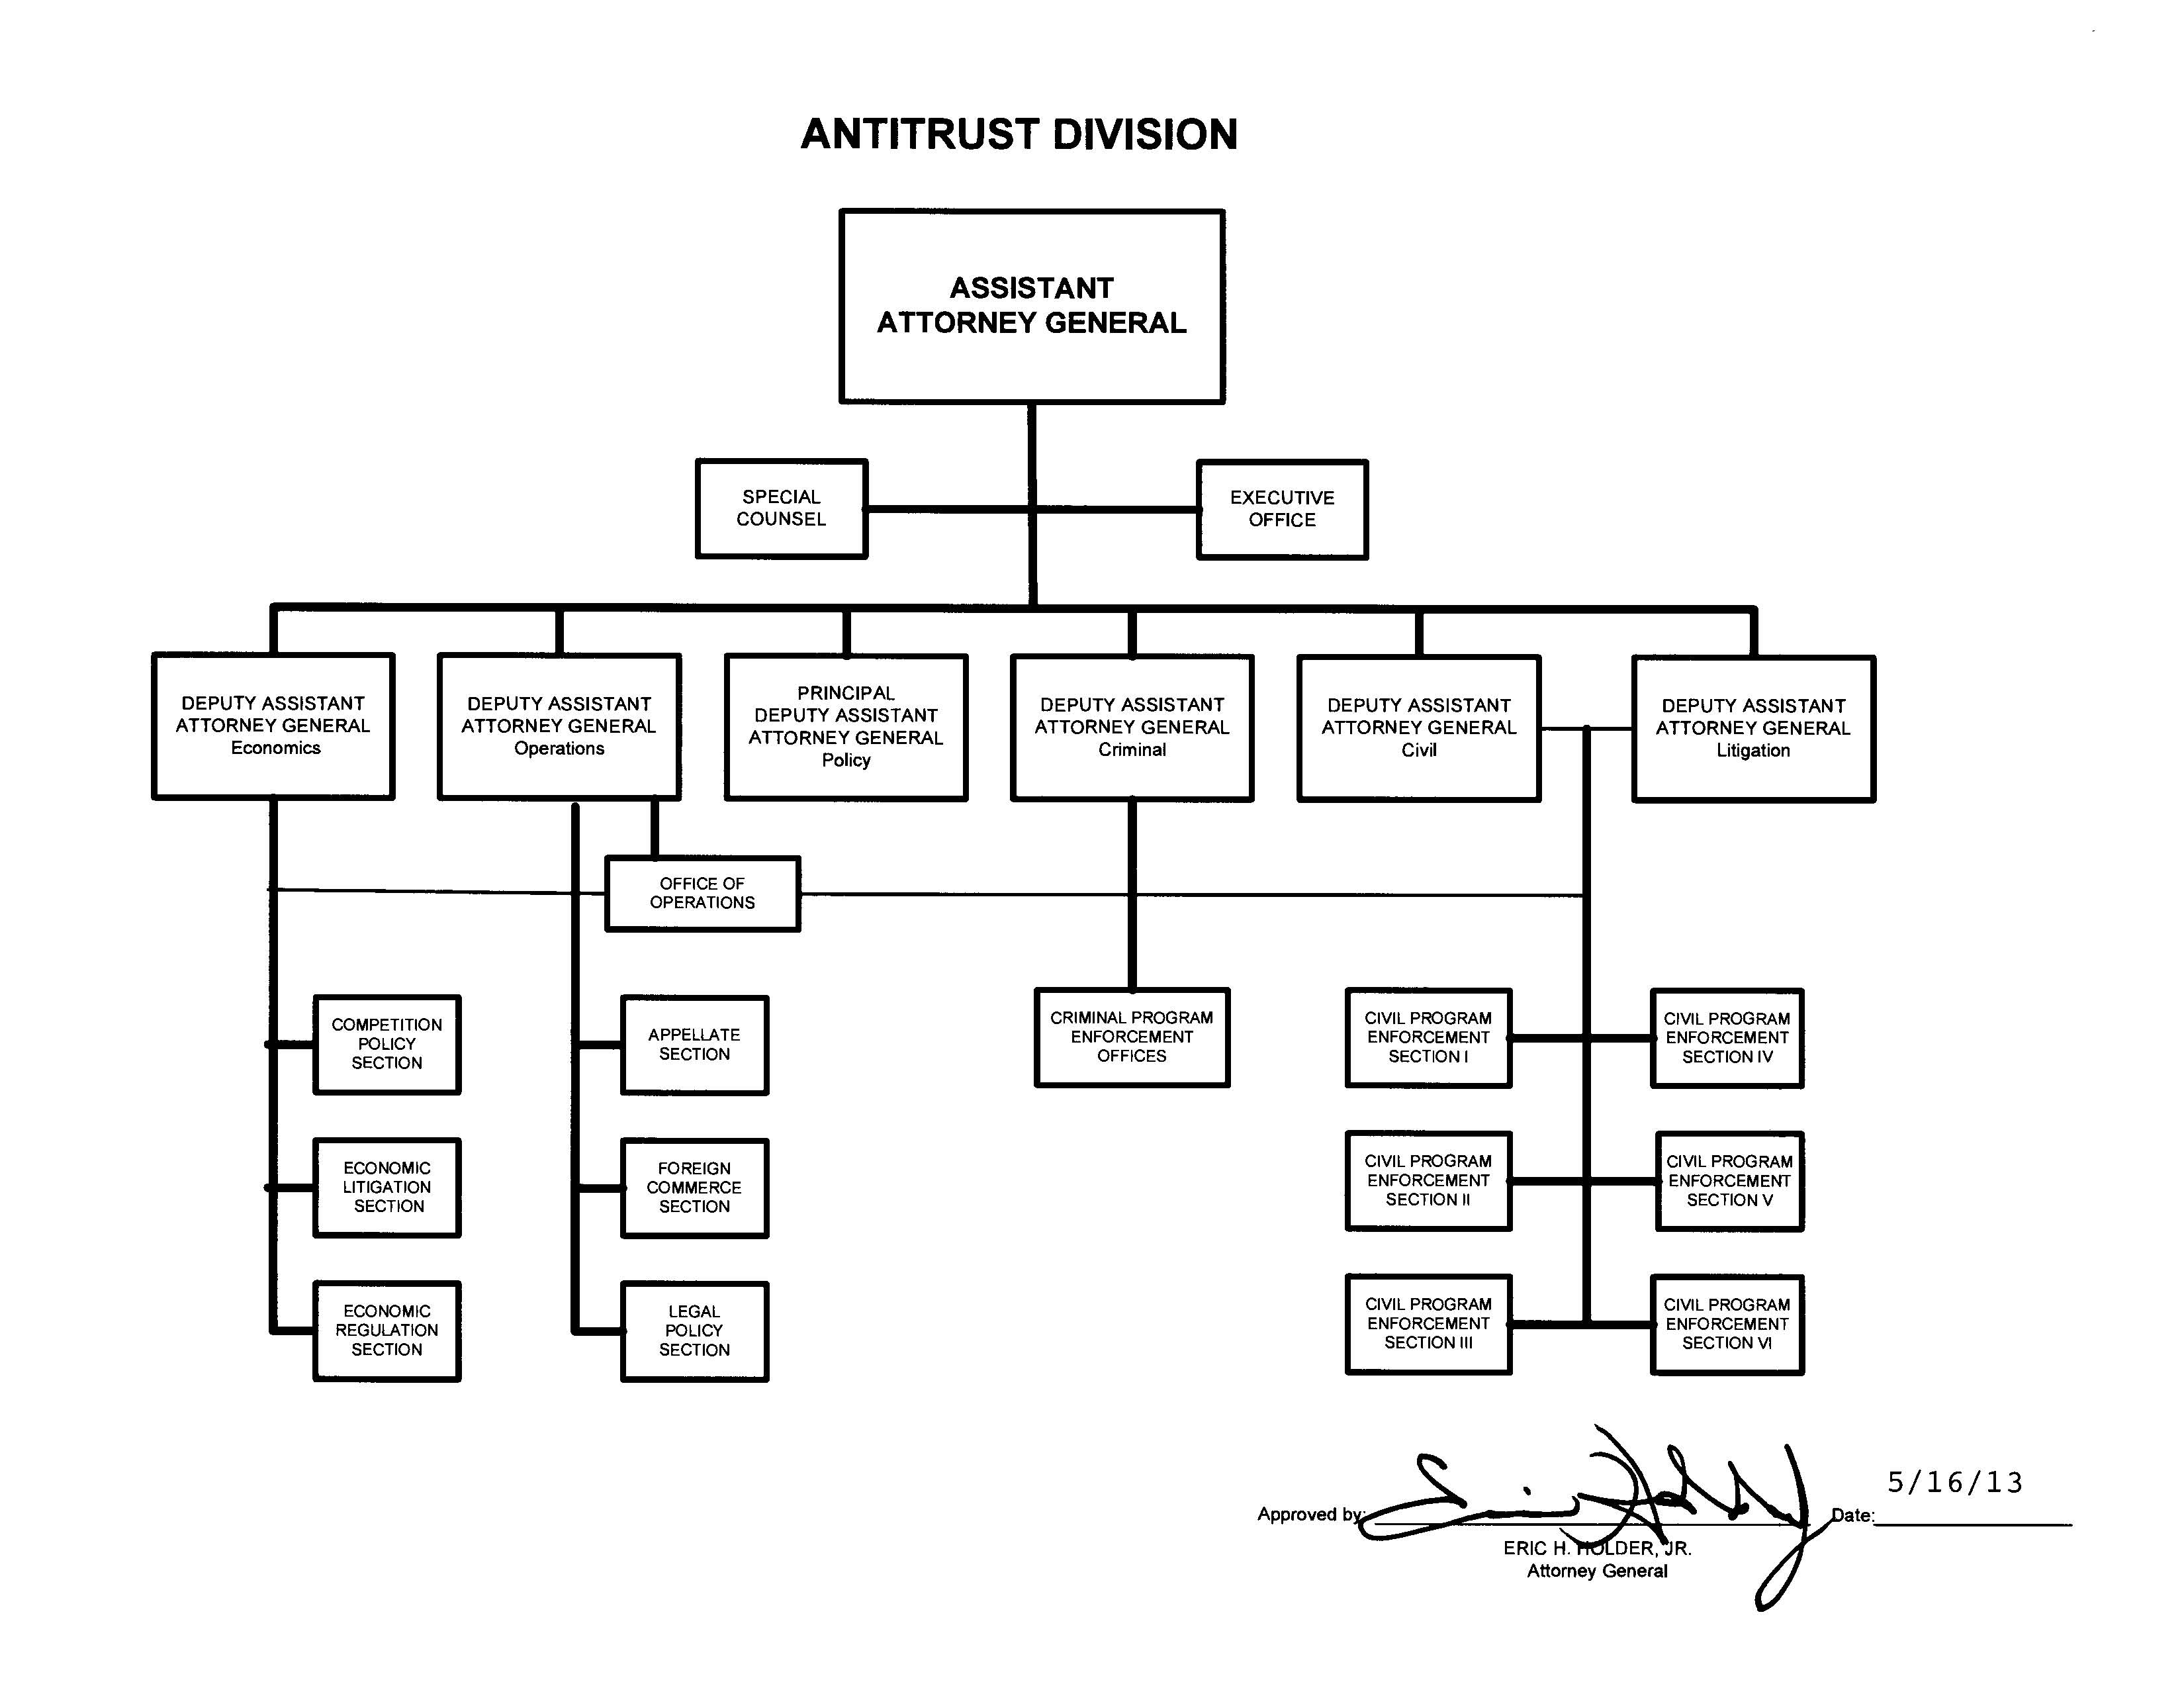 ANTITRUST DIVISION
ASSISTANT
ATTORNEY GENERAL
SPECIAL
COUNSEL
EXECUTIVE
OFFICE
DEPUTY ASSISTANT
ATTORNEY GENERAL
Economics
DEPUTY ASSISTANT
ATTORNEY GENERAL
Operations
PRINCIPAL
DEPUTY ASSISTANT
ATTORNEY GENERAL
Policy
DEPUTY ASSISTANT
ATTORNEY GENERAL
Criminal
DEPUTY ASSISTANT
ATTORNEY GENERAL
Civil
DEPUTY ASSISTANT
ATTORNEY GENERAL
Litigation
OFFICE OF
OPERATIONS
COMPETITION
POLICY
SECTION
APPELLATE
SECTION
CRIMINAL PROGRAM
ENFORCEMENT
OFFICES
CIVIL PROGRAM
ENFORCEMENT
SECTION I
CIVIL PROGRAM
ENFORCEMENT
SECTION IV
ECONOMIC
LITIGATION
SECTION
FOREIGN
COMMERCE
SECTION
CIVIL PROGRAM
ENFORCEMENT
SECTION II
CIVIL PROGRAM
ENFORCEMENT
SECTION V
ECONOMIC
REGULATION
SECTION
LEGAL
POLICY
SECTION
CIVIL PROGRAM
ENFORCEMENT
SECTION III
CIVIL PROGRAM
ENFORCEMENT
SECTION VI
Approved by:
Date: 5/16/13
ERIC H. HOLDER, JR.
Attorney General